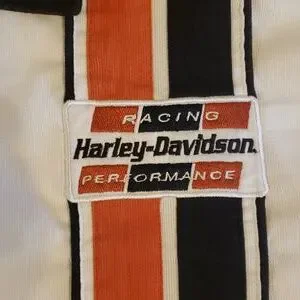 RACING
Harley-Davidson.
PERFORMANCE